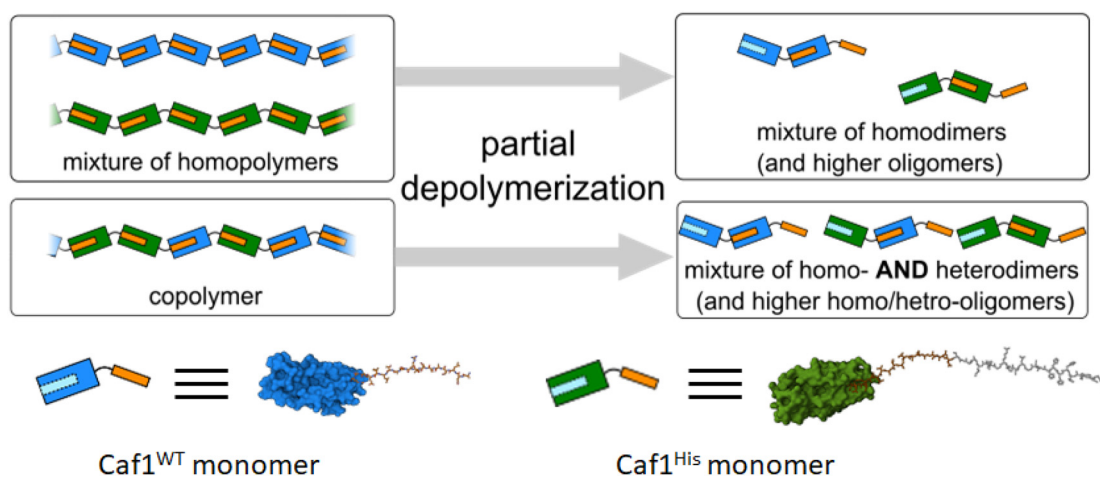 mixture of homopolymers
partial
depolymerization
mixture of homodimers
(and higher oligomers)
copolymer
mixture of homo- AND heterodimers
(and higher homo/hetro-oligomers)
Caf1WT monomer
Caf1His monomer